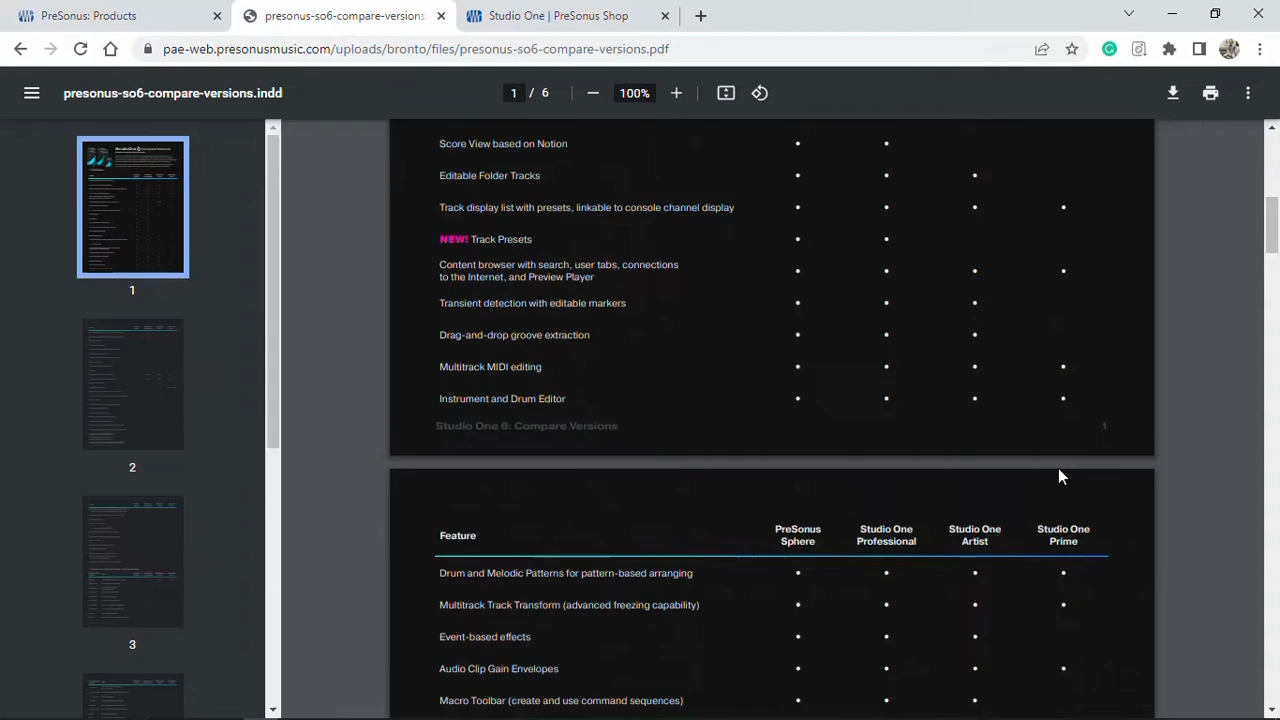 PreSonus: Products
presonus-so6-compare-versions
Studio One | PreSonus Shop
pae-web.presonusmusic.com/uploads/bronto/files/presonus-so6-compare-versions.pdf
presonus-so6-compare-versions.indd
1 / 6
100%
Score View based on Notion
Editable Folder Tracks
Track display list with presets, linkable to console channel display
NEW! Track Presets
Content browser with search, user tabs, connections
to the Internet, and Preview Player
Transient detection with editable markers
Drag-and-drop groove extraction
Multitrack MIDI editing
Instrument and Drum Editor
Studio One 6: Compare Versions
1
Feature
PreSonus
Sphere
Studio One
Professional
Studio One
Artist
Studio One
Prime
and Melodic for pattern-based arranging
Multitrack Track Transform (advanced freezing capability)
Event-based effects
Audio Clip Gain Envelopes
Macro Toolbar (customize command sequences)
1
2
3